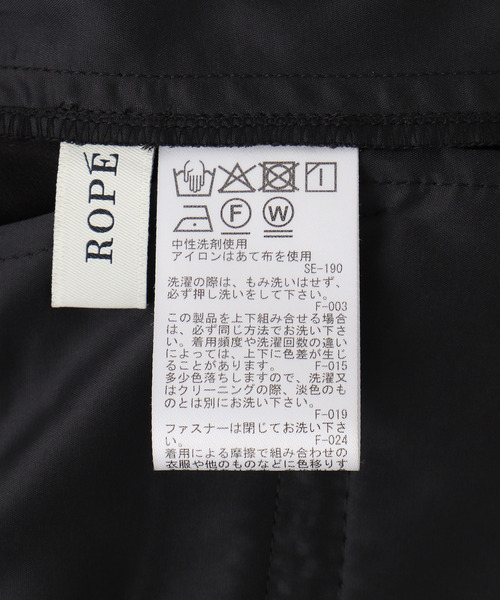 ROPÉ
F
W
中性洗剤使用
アイロンはあて布を使用
SE-190
洗濯の際は、もみ洗いはせず、
必ず押し洗いをして下さい。
F-003
この製品を上下組み合せる場合
は、必ず同じ方法でお洗い下さ
い。着用頻度や洗濯回数の違い
によっては、上下に色差が生じ
ることがあります。 F-015
多少色落ちしますので、洗濯又
はクリーニングの際、淡色のも
のとは別にお洗い下さい。
F-019
ファスナーは閉じてお洗い下さ
い。 F-024
着用による摩擦で組み合わせの
衣服や他のものなどに色移りす